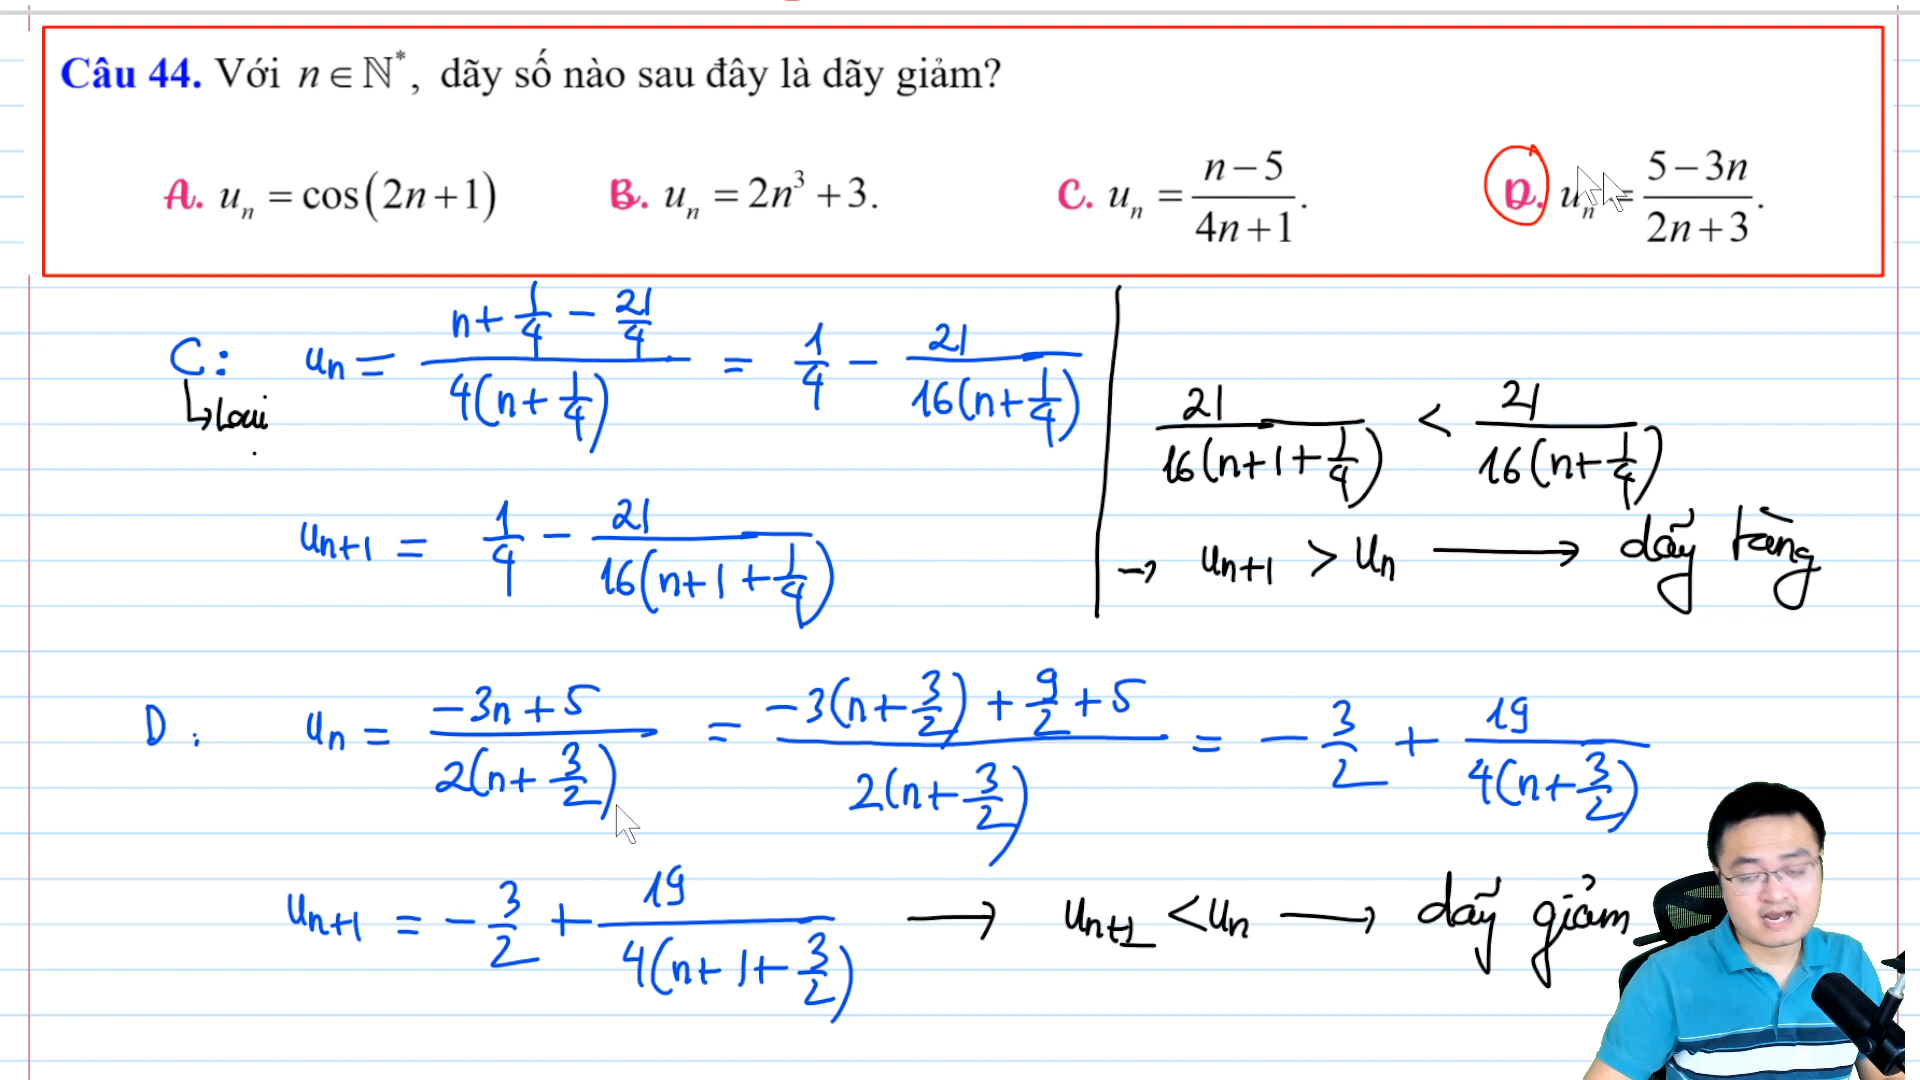 Câu 44. Với n ∈ ℕ*, dãy số nào sau đây là dãy giảm?
A. uₙ = cos(2n+1) B. uₙ = 2n³ + 3. C. uₙ = (n−5)/(4n+1). D. uₙ = (5−3n)/(2n+3).
C: uₙ = (n + 1/4 − 21/4)/(4(n + 1/4)) = 1/4 − 21/(16(n + 1/4))
↳ Loại
21/(16(n+1+1/4)) < 21/(16(n+1/4))
uₙ₊₁ = 1/4 − 21/(16(n+1+1/4))
→ uₙ₊₁ > uₙ ⟶ dãy tăng
D: uₙ = (−3n+5)/(2(n+3/2)) = (−3(n+3/2) + 9/2 + 5)/(2(n+3/2)) = −3/2 + 19/(4(n+3/2))
uₙ₊₁ = −3/2 + 19/(4(n+1+3/2)) ⟶ uₙ₊₁ < uₙ ⟶ dãy giảm